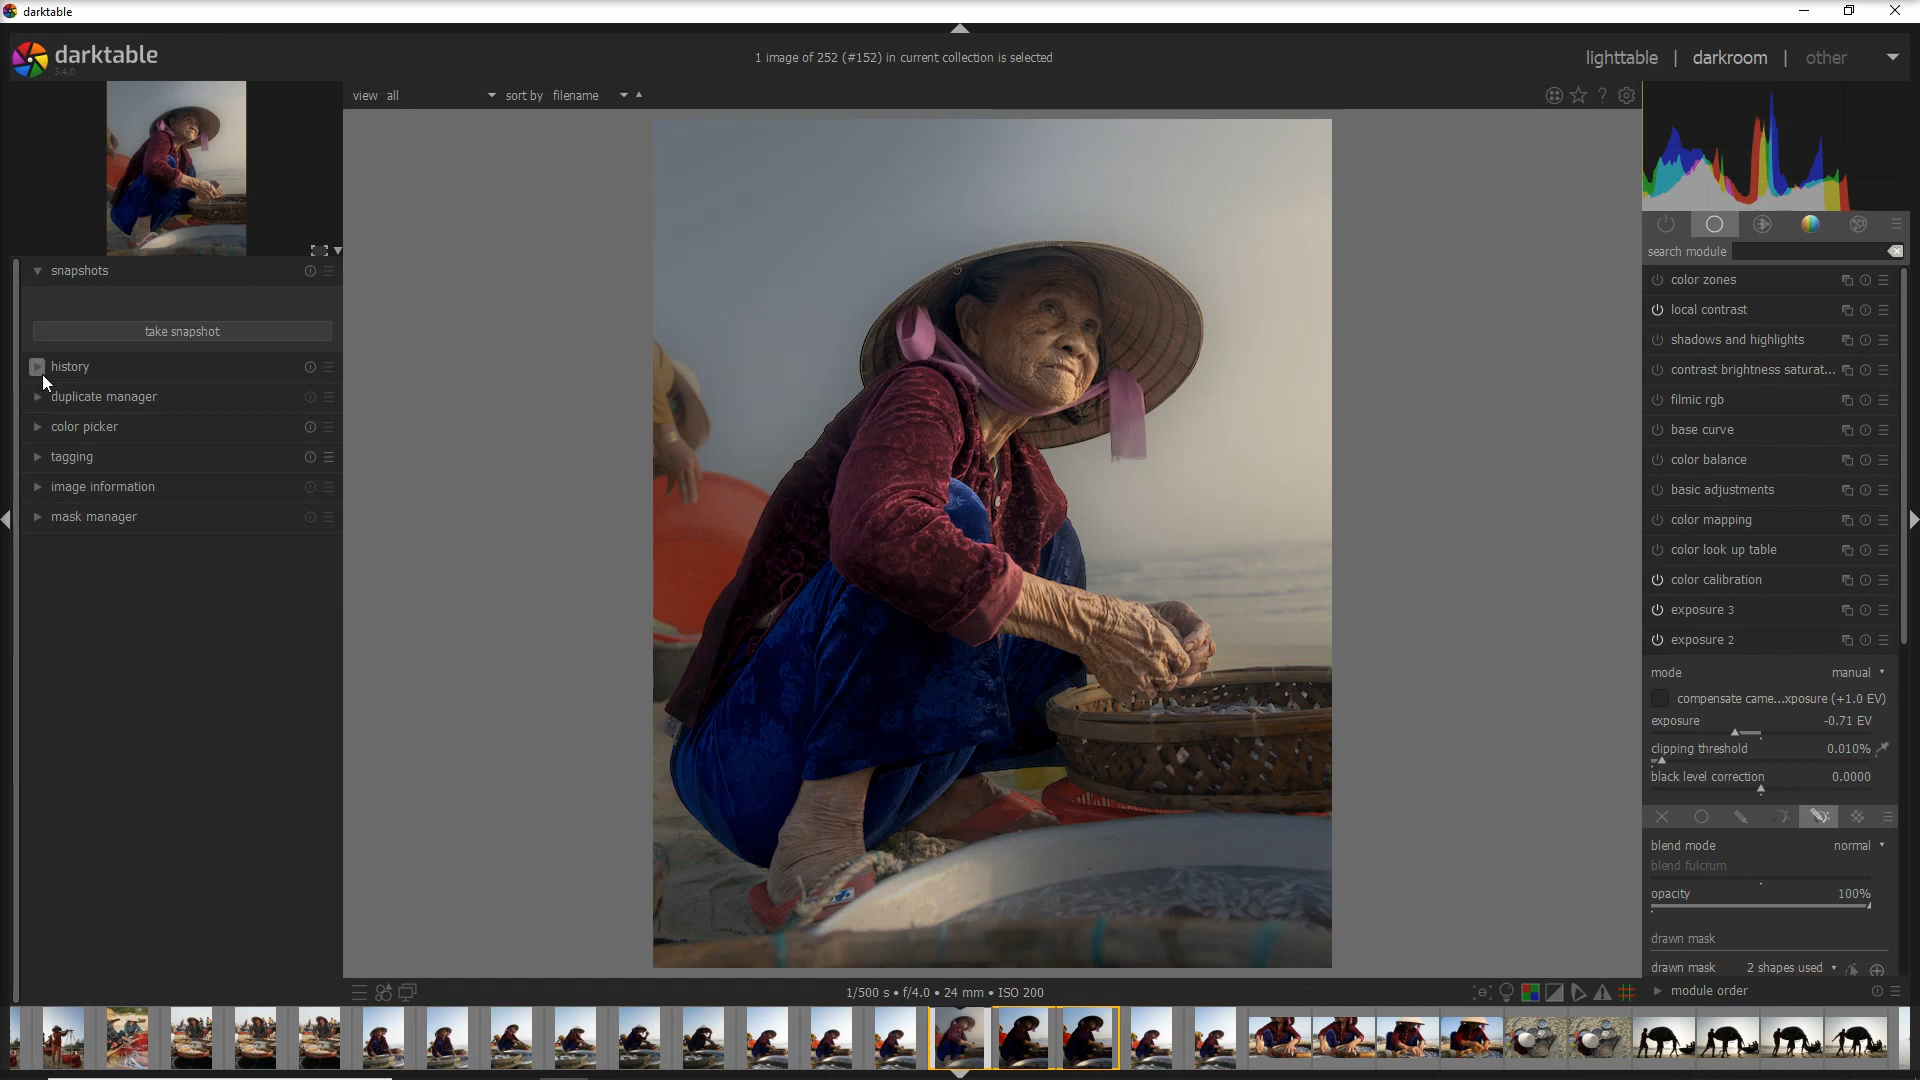 darktable
darktable
3.4.0
1 image of 252 (#152) in current collection is selected
lighttable | darkroom | other
view all sort by filename
search module
snapshots
take snapshot
history
duplicate manager
color picker
tagging
image information
mask manager
color zones
local contrast
shadows and highlights
contrast brightness saturat...
filmic rgb
base curve
color balance
basic adjustments
color mapping
color look up table
color calibration
exposure 3
exposure 2
mode manual
compensate came...xposure (+1.0 EV)
exposure -0.71 EV
clipping threshold 0.010%
black level correction 0.0000
blend mode normal
blend fulcrum
opacity 100%
drawn mask
drawn mask 2 shapes used
1/500 s • f/4.0 • 24 mm • ISO 200
module order